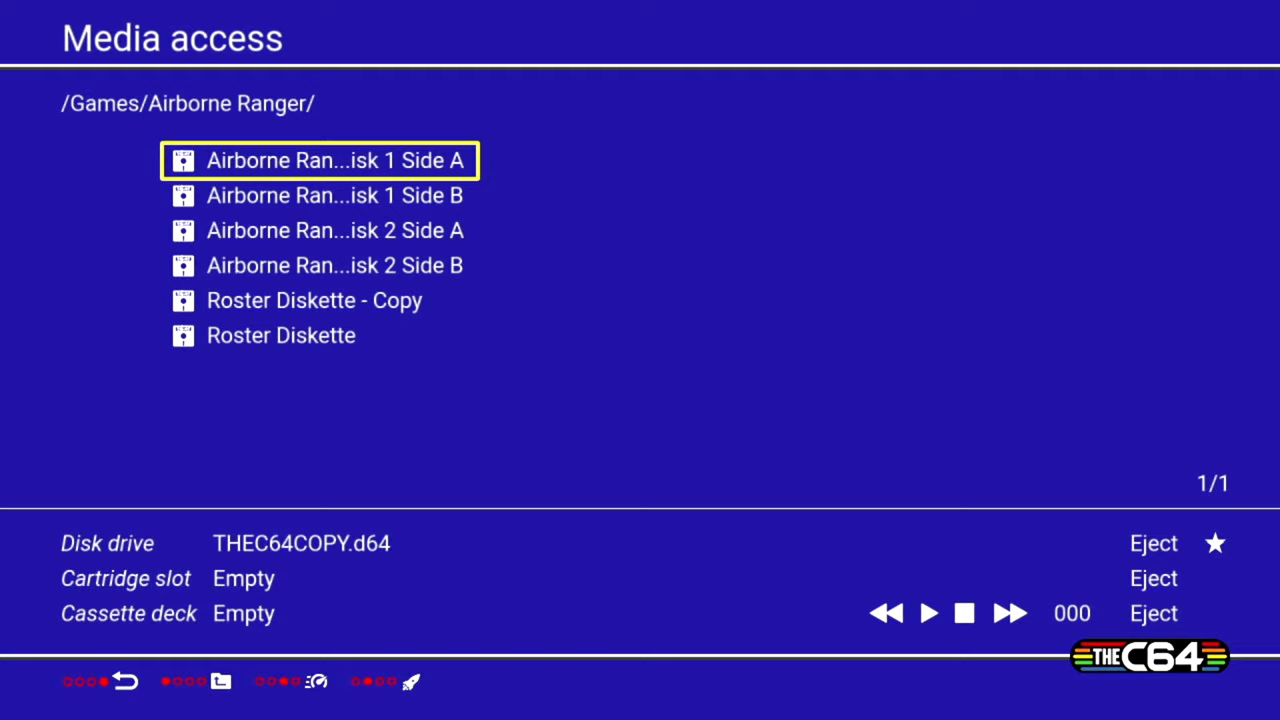 Media access
/Games/Airborne Ranger/
Airborne Ran...isk 1 Side A
Airborne Ran...isk 1 Side B
Airborne Ran...isk 2 Side A
Airborne Ran...isk 2 Side B
Roster Diskette - Copy
Roster Diskette
1/1
Disk drive THEC64COPY.d64 Eject
Cartridge slot Empty Eject
Cassette deck Empty 000 Eject
THEC64